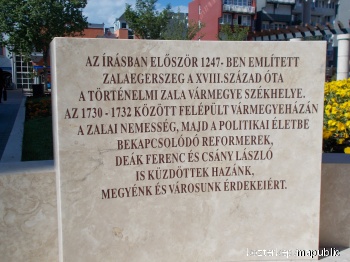 AZ ÍRÁSBAN ELŐSZÖR 1247- BEN EMLÍTETT
ZALAEGERSZEG A XVIII.SZÁZAD ÓTA
A TÖRTÉNELMI ZALA VÁRMEGYE SZÉKHELYE.
AZ 1730 - 1732 KÖZÖTT FELÉPÜLT VÁRMEGYEHÁZÁN
A ZALAI NEMESSÉG, MAJD A POLITIKAI ÉLETBE
BEKAPCSOLÓDÓ REFORMEREK,
DEÁK FERENC ÉS CSÁNY LÁSZLÓ
IS KÜZDÖTTEK HAZÁNK,
MEGYÉNK ÉS VÁROSUNK ÉRDEKEIÉRT.